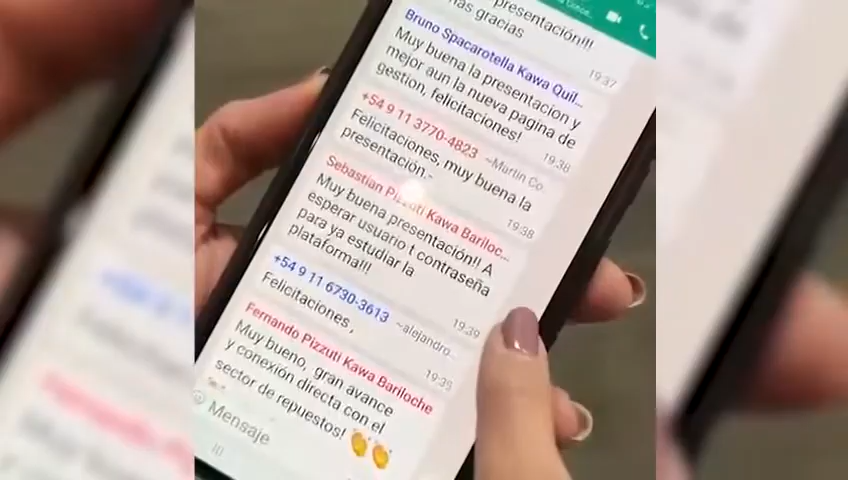 presentación!!!
más gracias
19:37
Bruno Spacarotella Kawa Quil...
Muy buena la presentacion y
mejor aun la nueva pagina de
gestion, felicitaciones!
19:38
+54 9 11 3770-4823 ~Martin Co...
Felicitaciones, muy buena la
presentación.-
19:38
Sebastian Pizzuti Kawa Bariloc...
Muy buena presentación!! A
esperar usuario t contraseña
para ya estudiar la
plataforma!!!
19:39
+54 9 11 6730-3613 ~alejandro...
Felicitaciones,
19:39
Fernando Pizzuti Kawa Bariloche
Muy bueno, gran avance
y conexión directa con el
sector de repuestos!
Mensaje